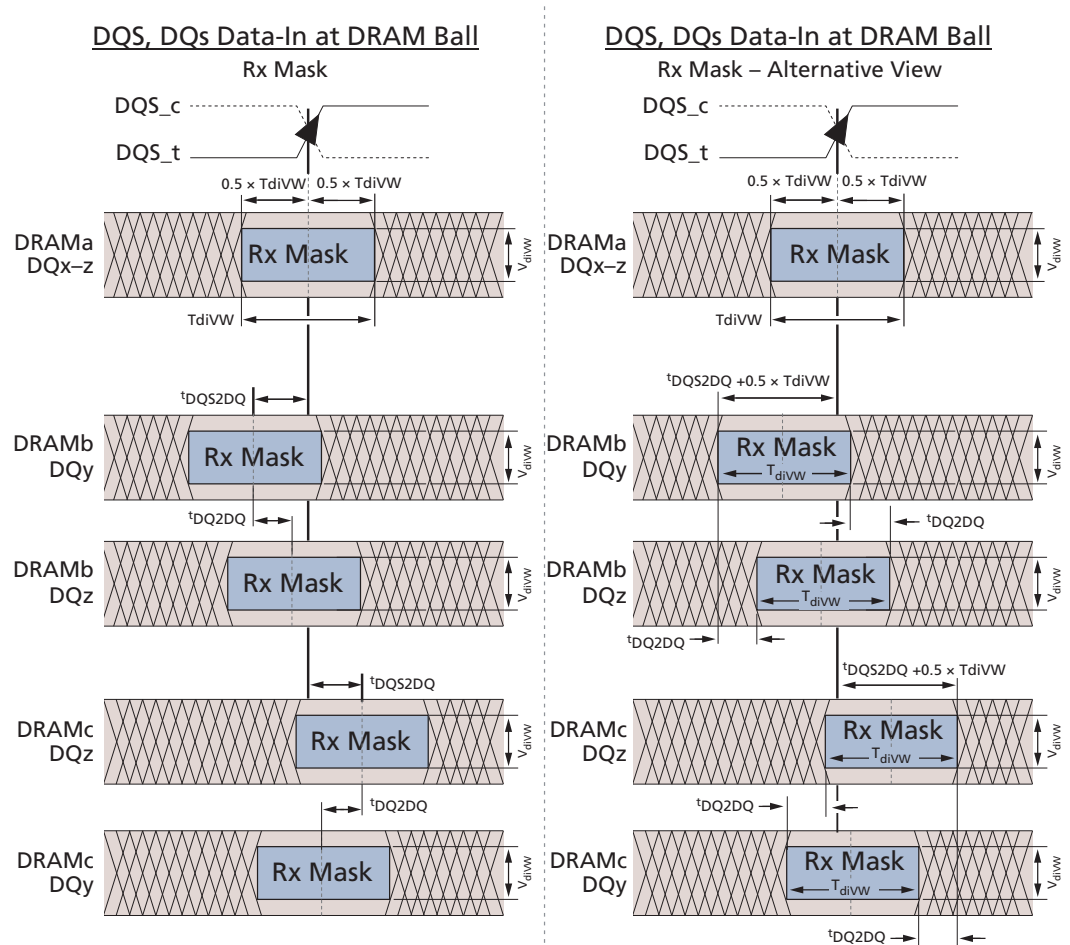 DQS, DQs Data-In at DRAM Ball
Rx Mask
DQS_c
DQS_t
0.5 × TdiVW
0.5 × TdiVW
DRAMa
DQx–z
Rx Mask
VdiVW
TdiVW
tDQS2DQ
DRAMb
DQy
Rx Mask
VdiVW
tDQ2DQ
DRAMb
DQz
Rx Mask
VdiVW
tDQS2DQ
DRAMc
DQz
Rx Mask
VdiVW
tDQ2DQ
DRAMc
DQy
Rx Mask
VdiVW
DQS, DQs Data-In at DRAM Ball
Rx Mask – Alternative View
DQS_c
DQS_t
0.5 × TdiVW
0.5 × TdiVW
DRAMa
DQx–z
Rx Mask
VdiVW
TdiVW
tDQS2DQ +0.5 × TdiVW
DRAMb
DQy
Rx Mask
TdiVW
VdiVW
tDQ2DQ
DRAMb
DQz
Rx Mask
TdiVW
VdiVW
tDQ2DQ
tDQS2DQ +0.5 × TdiVW
DRAMc
DQz
Rx Mask
TdiVW
VdiVW
tDQ2DQ
DRAMc
DQy
Rx Mask
TdiVW
VdiVW
tDQ2DQ